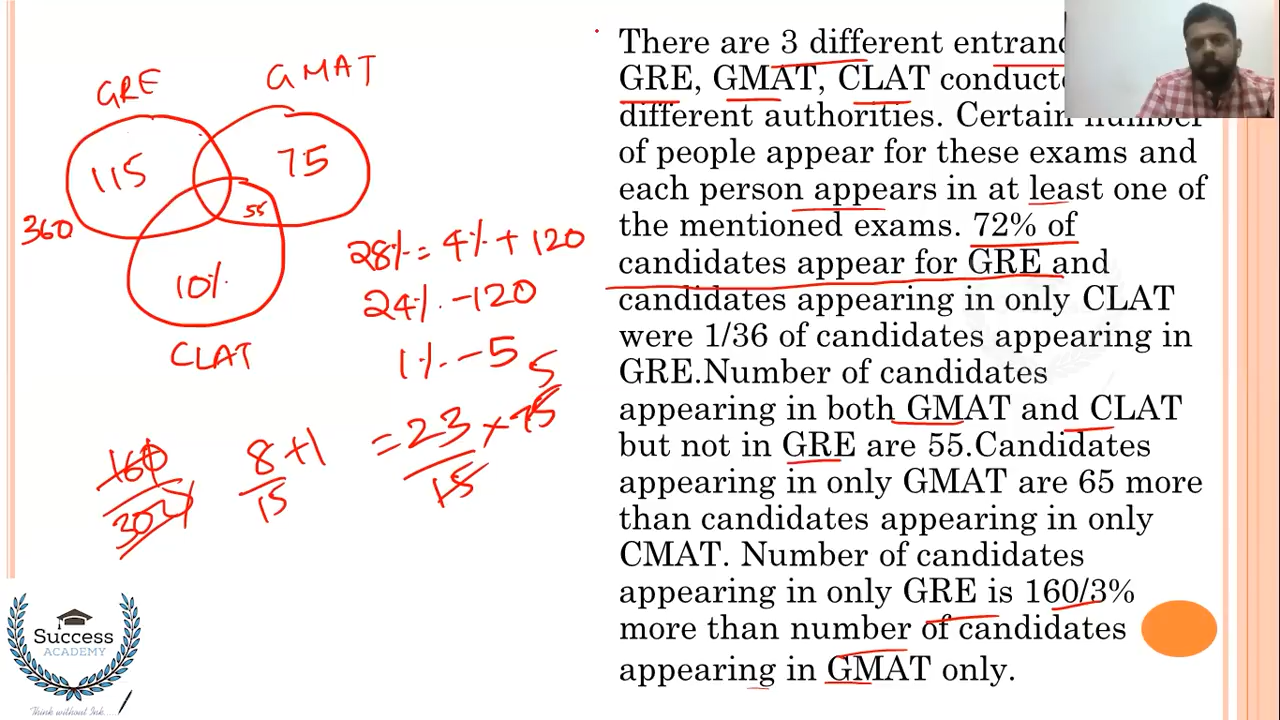 GRE
GMAT
115
75
55
360
10%
CLAT
28% = 4% + 120
24% - 120
1% - 5
160
300
8 + 1
15
= 23 × 75
15
5
There are 3 different
GRE, GMAT, CLAT
different authorities. Certain number
of people appear for these exams and
each person appears in at least one of
the mentioned exams. 72% of
candidates appear for GRE and
candidates appearing in only CLAT
were 1/36 of candidates appearing in
GRE.Number of candidates
appearing in both GMAT and CLAT
but not in GRE are 55.Candidates
appearing in only GMAT are 65 more
than candidates appearing in only
CMAT. Number of candidates
appearing in only GRE is 160/3%
more than number of candidates
appearing in GMAT only.
Success
ACADEMY
Think without Ink.....